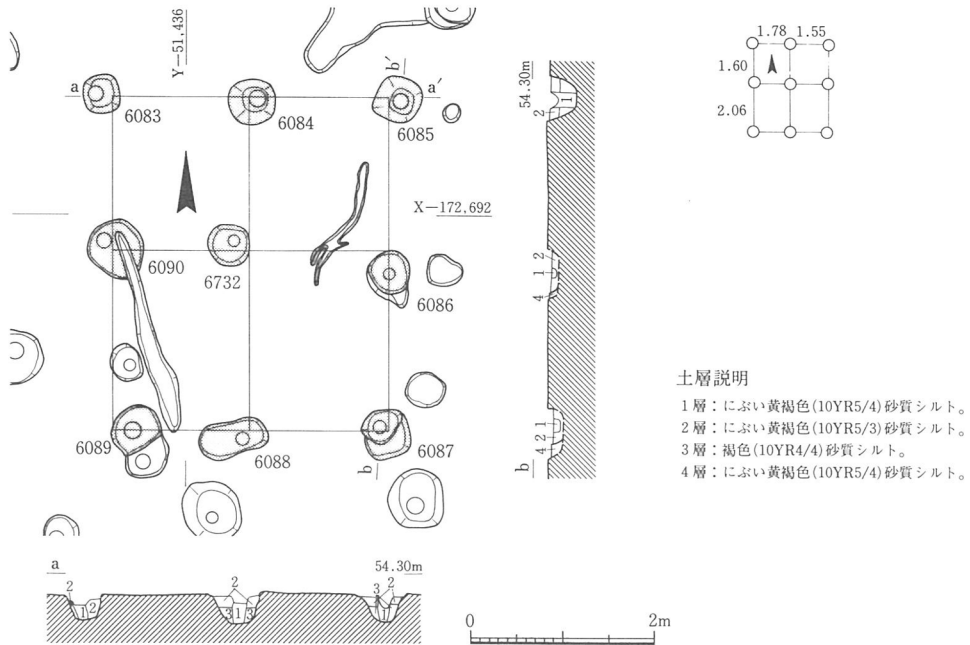 Y—51,436
a
b′
a′
6083
6084
6085
X—172,692
6090
6732
6086
6089
6088
6087
b
54.30m
1
2
2
1
4
1
2
4
b
1.78 1.55
1.60
2.06
土層説明
1層：にぶい黄褐色(10YR5/4)砂質シルト。
2層：にぶい黄褐色(10YR5/3)砂質シルト。
3層：褐色(10YR4/4)砂質シルト。
4層：にぶい黄褐色(10YR5/4)砂質シルト。
a
54.30m
2
2
3 2
1 2
3 1 3
1
0
2m